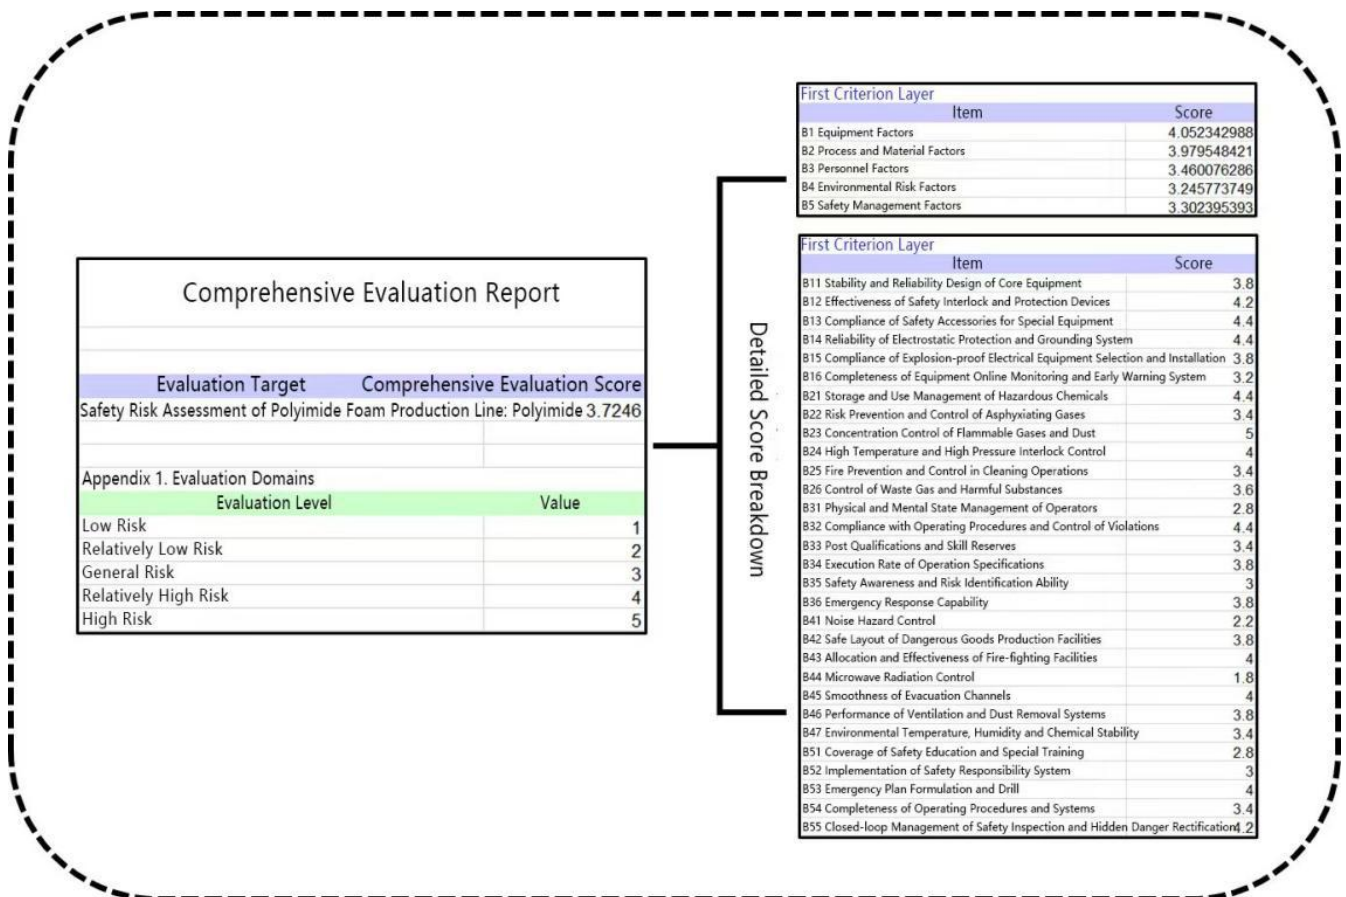 Comprehensive Evaluation Report
Evaluation Target Comprehensive Evaluation Score
Safety Risk Assessment of Polyimide Foam Production Line: Polyimide 3.7246
Appendix 1. Evaluation Domains
Evaluation Level Value
Low Risk 1
Relatively Low Risk 2
General Risk 3
Relatively High Risk 4
High Risk 5
Detailed Score Breakdown
First Criterion Layer
Item Score
B1 Equipment Factors 4.052342988
B2 Process and Material Factors 3.979548421
B3 Personnel Factors 3.460076286
B4 Environmental Risk Factors 3.245773749
B5 Safety Management Factors 3.302395393
First Criterion Layer
Item Score
B11 Stability and Reliability Design of Core Equipment 3.8
B12 Effectiveness of Safety Interlock and Protection Devices 4.2
B13 Compliance of Safety Accessories for Special Equipment 4.4
B14 Reliability of Electrostatic Protection and Grounding System 4.4
B15 Compliance of Explosion-proof Electrical Equipment Selection and Installation 3.8
B16 Completeness of Equipment Online Monitoring and Early Warning System 3.2
B21 Storage and Use Management of Hazardous Chemicals 4.4
B22 Risk Prevention and Control of Asphyxiating Gases 3.4
B23 Concentration Control of Flammable Gases and Dust 5
B24 High Temperature and High Pressure Interlock Control 4
B25 Fire Prevention and Control in Cleaning Operations 3.4
B26 Control of Waste Gas and Harmful Substances 3.6
B31 Physical and Mental State Management of Operators 2.8
B32 Compliance with Operating Procedures and Control of Violations 4.4
B33 Post Qualifications and Skill Reserves 3.4
B34 Execution Rate of Operation Specifications 3.8
B35 Safety Awareness and Risk Identification Ability 3
B36 Emergency Response Capability 3.8
B41 Noise Hazard Control 2.2
B42 Safe Layout of Dangerous Goods Production Facilities 3.8
B43 Allocation and Effectiveness of Fire-fighting Facilities 4
B44 Microwave Radiation Control 1.8
B45 Smoothness of Evacuation Channels 4
B46 Performance of Ventilation and Dust Removal Systems 3.8
B47 Environmental Temperature, Humidity and Chemical Stability 3.4
B51 Coverage of Safety Education and Special Training 2.8
B52 Implementation of Safety Responsibility System 3
B53 Emergency Plan Formulation and Drill 4
B54 Completeness of Operating Procedures and Systems 3.4
B55 Closed-loop Management of Safety Inspection and Hidden Danger Rectification 4.2